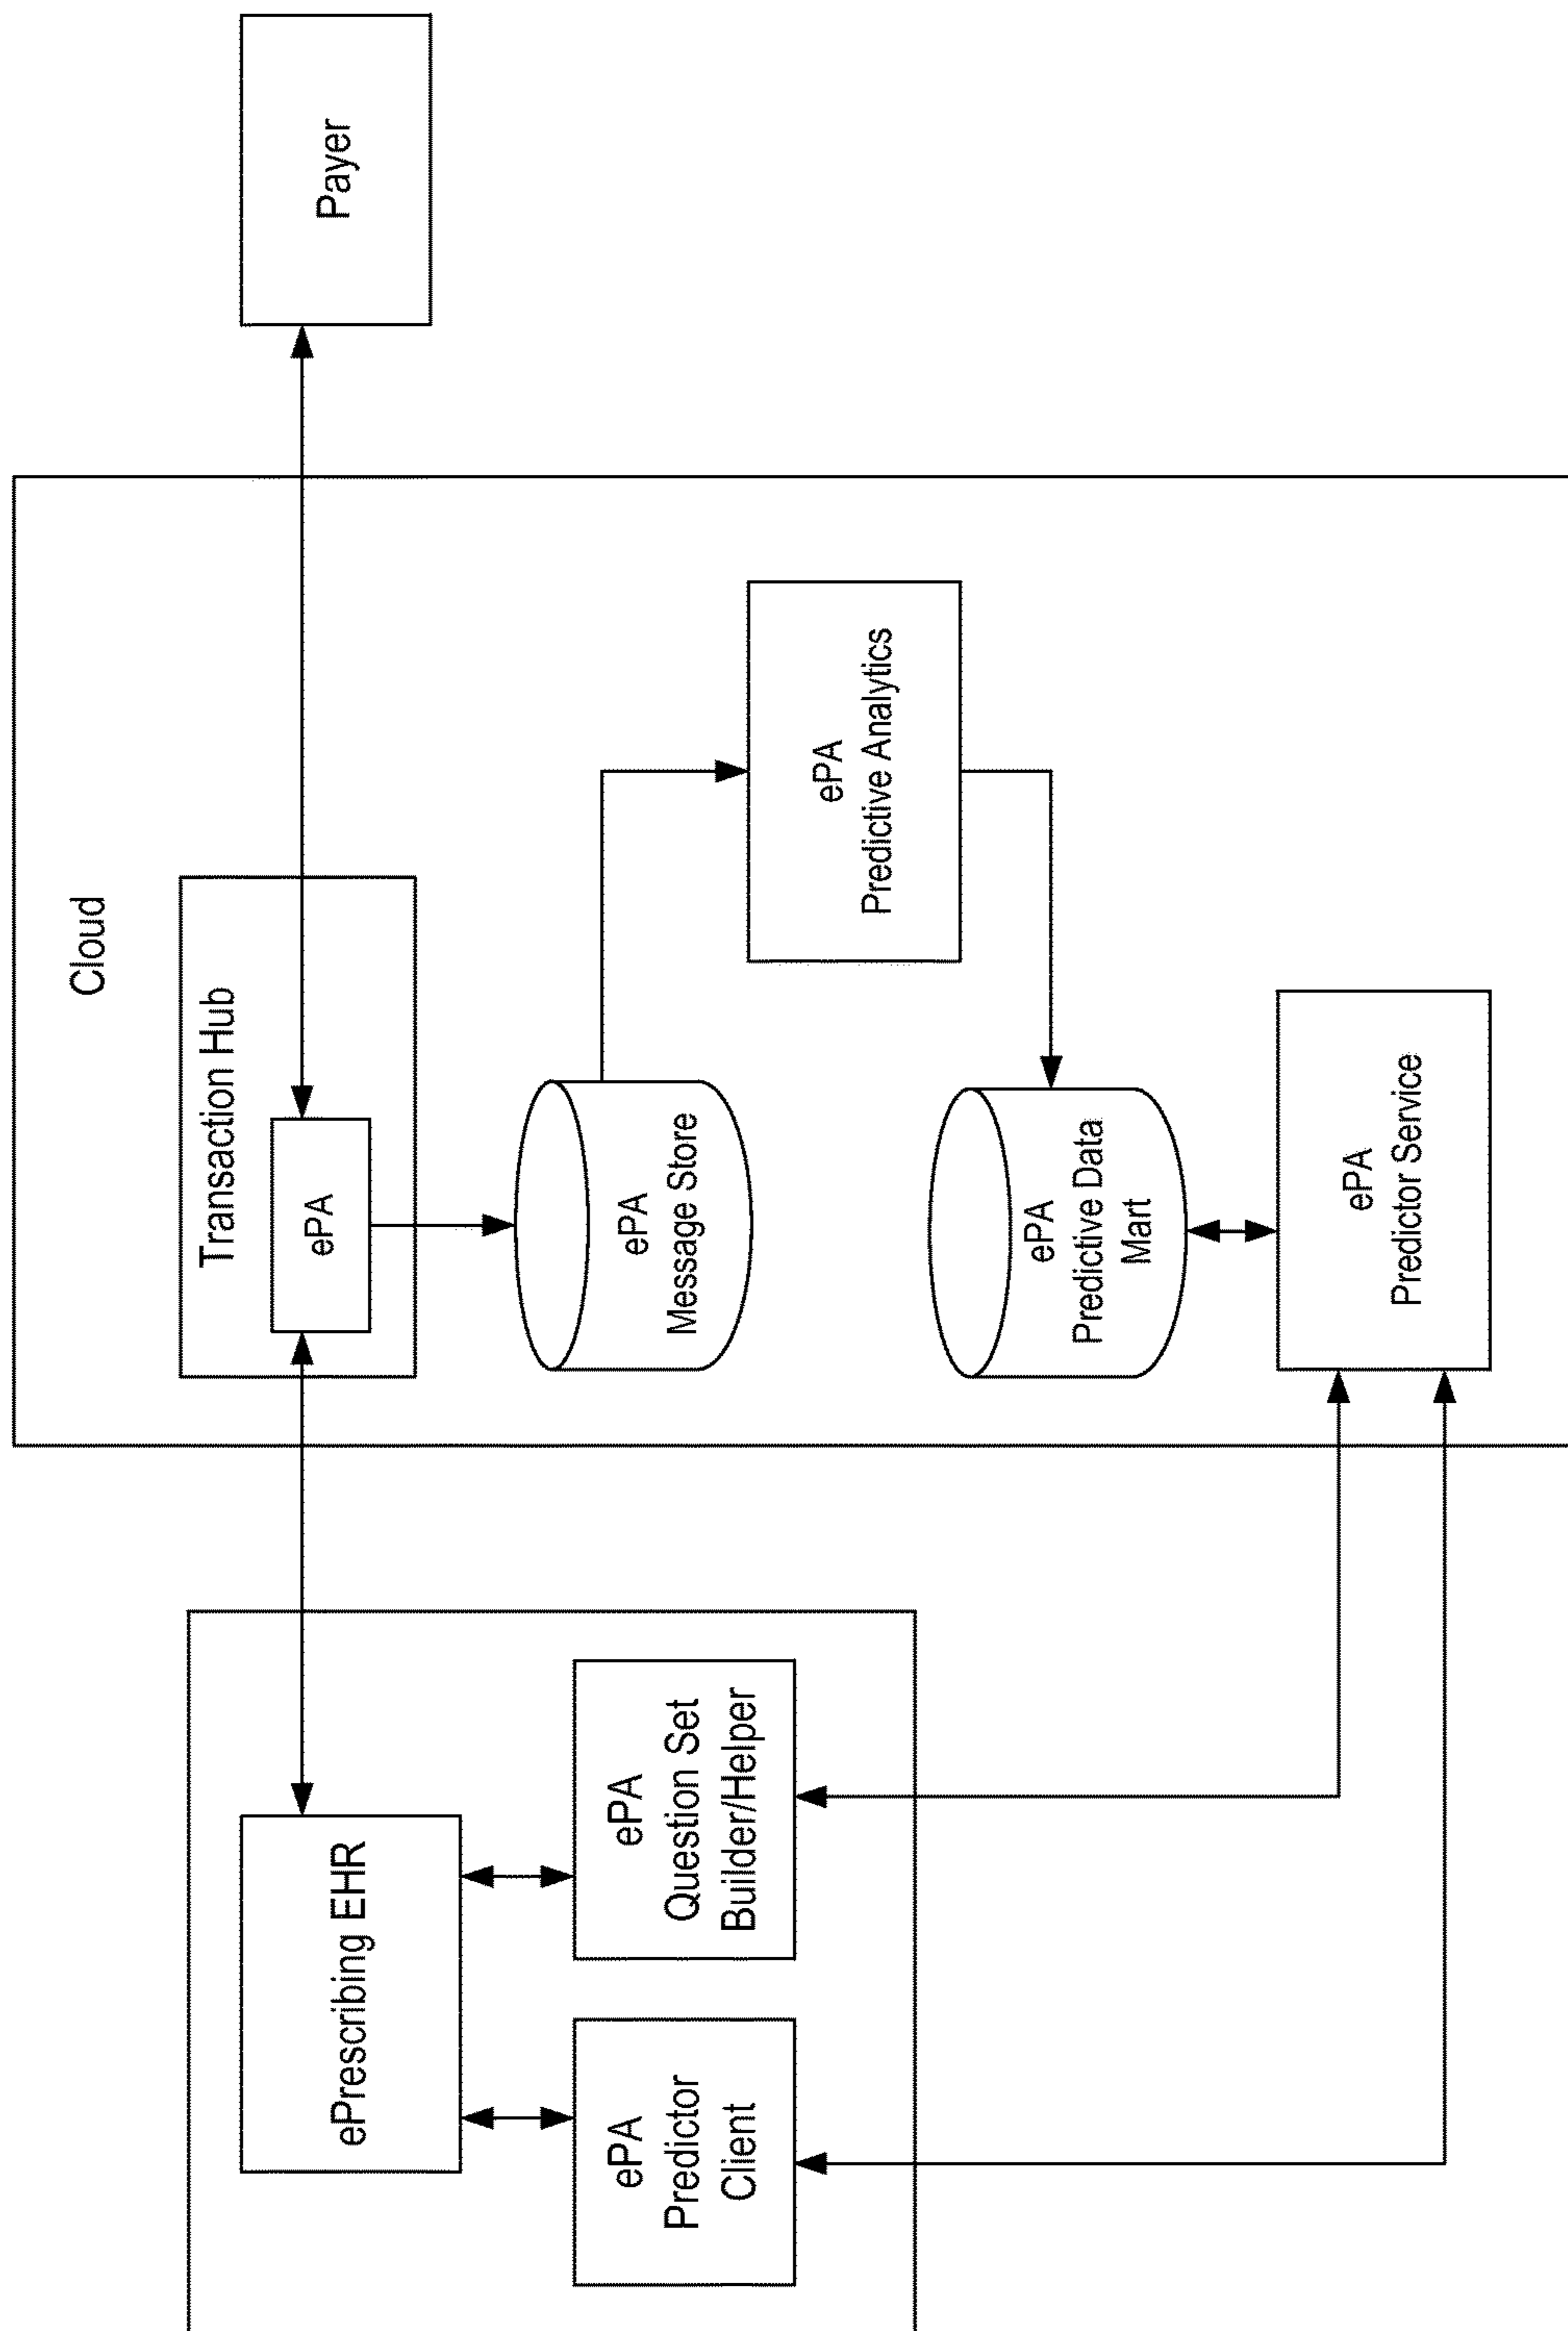 ePrescribing EHR
ePA
Predictor
Client
ePA
Question Set
Builder/Helper
Cloud
Transaction Hub
ePA
ePA
Message Store
ePA
Predictive Analytics
ePA
Predictive Data
Mart
ePA
Predictor Service
Payer